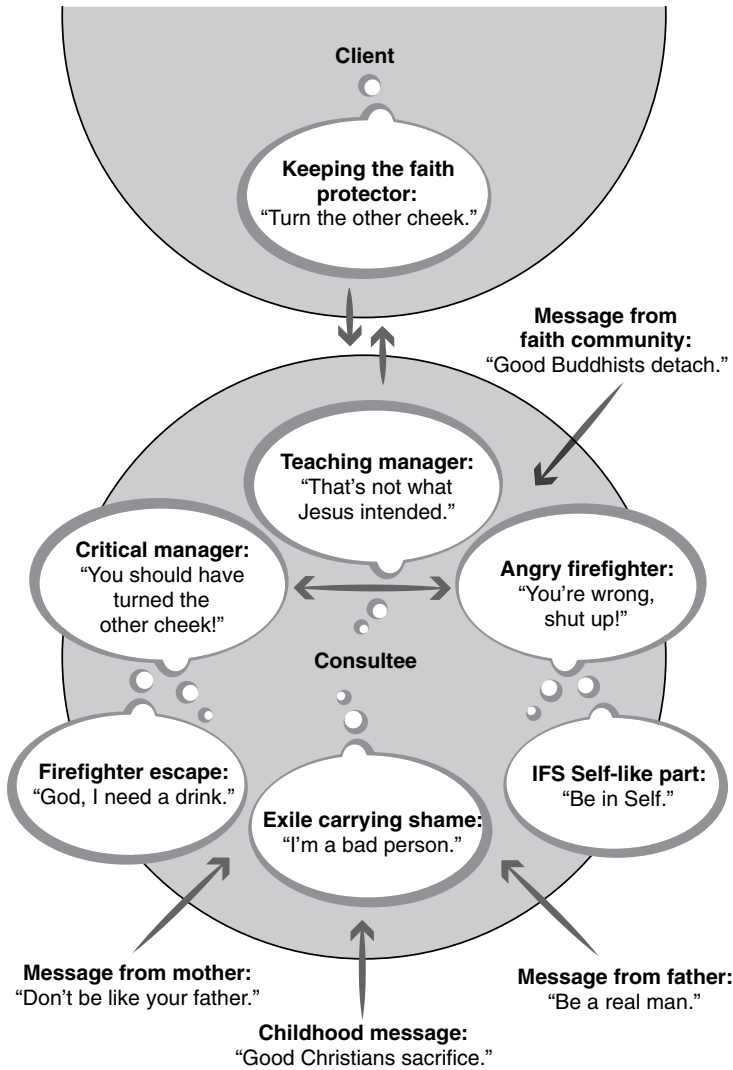 Client
Keeping the faith
protector:
“Turn the other cheek.”
Message from
faith community:
“Good Buddhists detach.”
Teaching manager:
“That’s not what
Jesus intended.”
Critical manager:
“You should have
turned the
other cheek!”
Angry firefighter:
“You’re wrong,
shut up!”
Consultee
Firefighter escape:
“God, I need a drink.”
Exile carrying shame:
“I’m a bad person.”
IFS Self-like part:
“Be in Self.”
Message from mother:
“Don’t be like your father.”
Childhood message:
“Good Christians sacrifice.”
Message from father:
“Be a real man.”